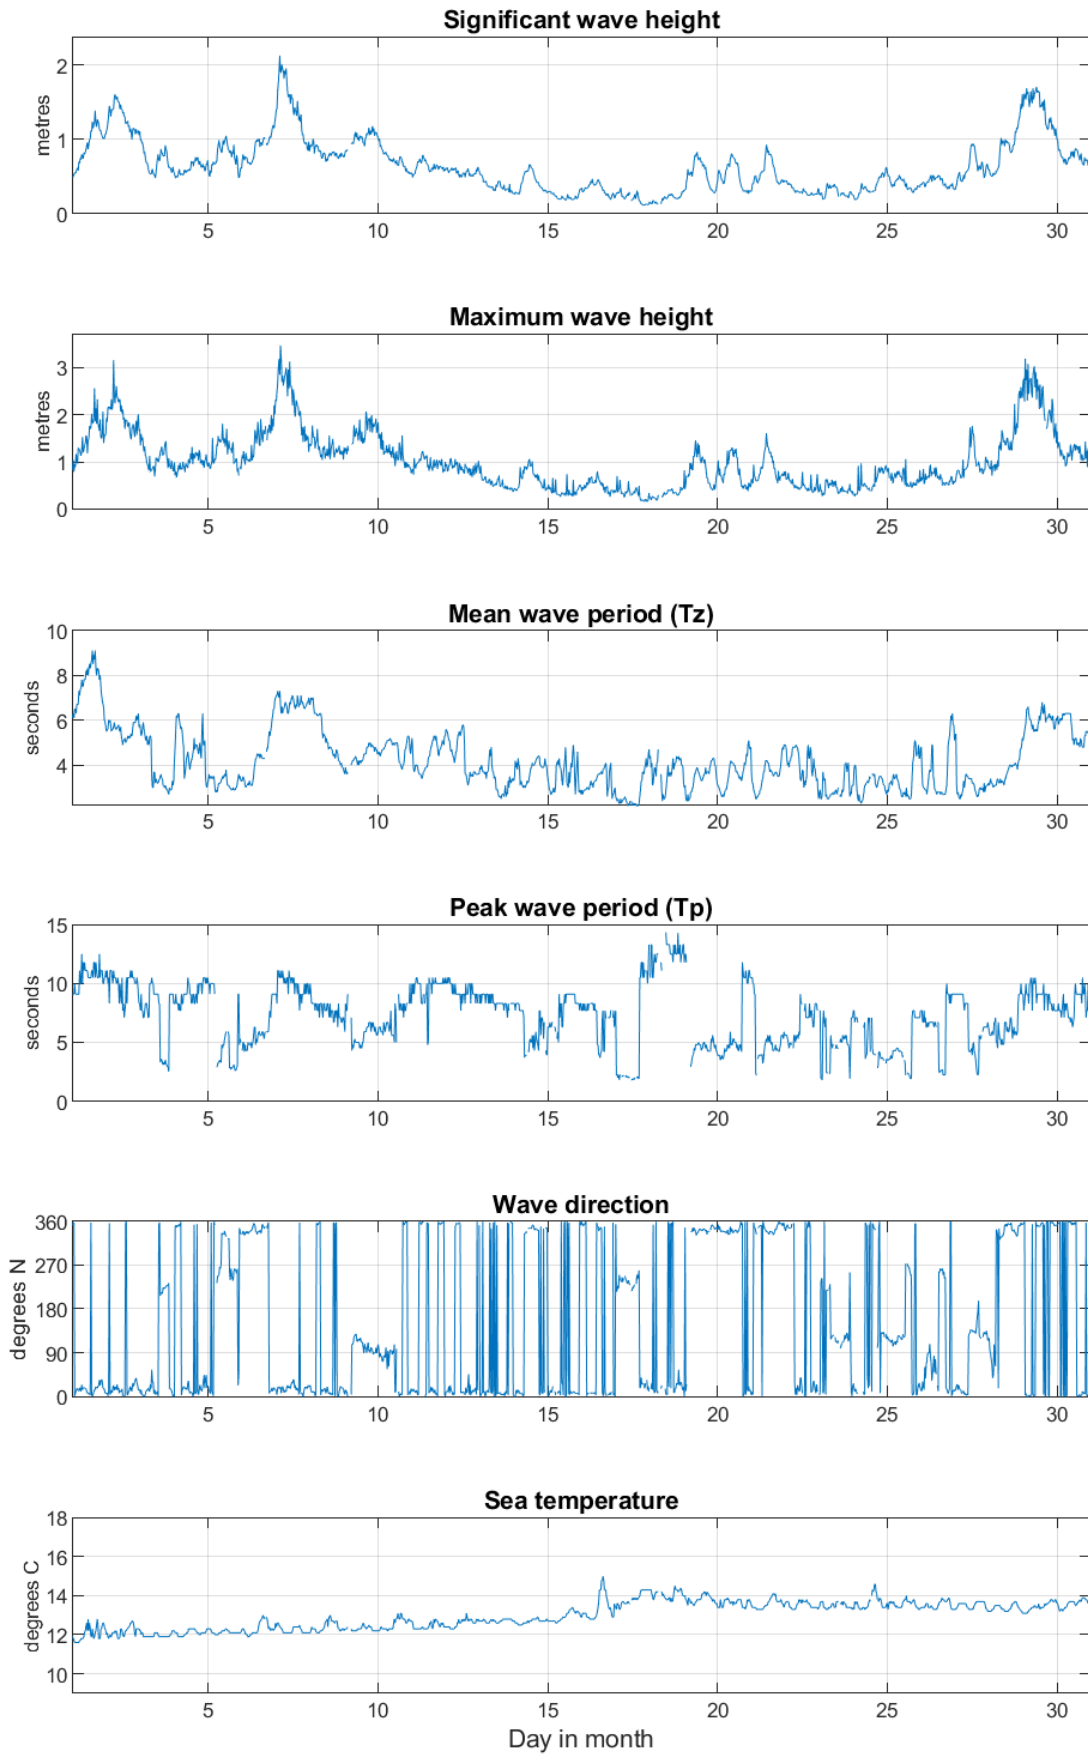 Significant wave height
metres
2
1
0
5 10 15 20 25 30
Maximum wave height
metres
3
2
1
0
5 10 15 20 25 30
Mean wave period (Tz)
seconds
10
8
6
4
5 10 15 20 25 30
Peak wave period (Tp)
seconds
15
10
5
0
5 10 15 20 25 30
Wave direction
degrees N
360
270
180
90
0
5 10 15 20 25 30
Sea temperature
degrees C
18
16
14
12
10
5 10 15 20 25 30
Day in month